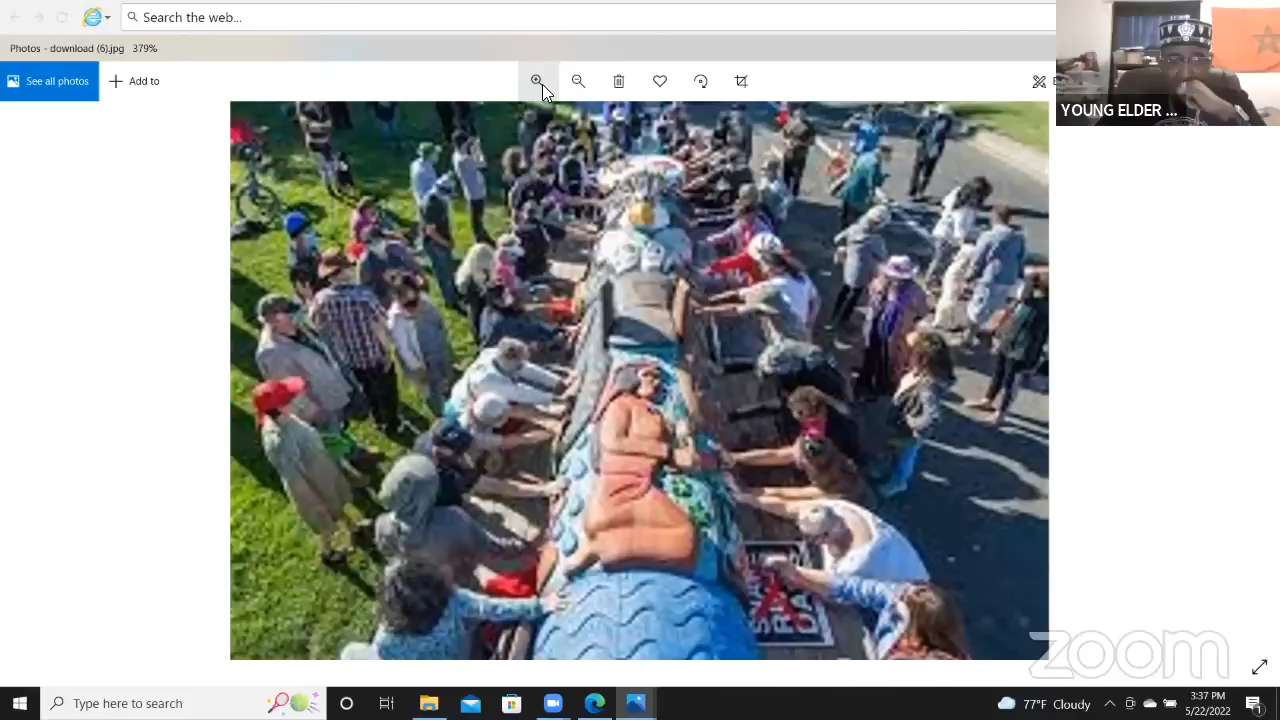 Search the web...
Photos - download (6).jpg 379%
See all photos
Add to
YOUNG ELDER ...
zoom
Type here to search
77°F Cloudy
3:37 PM
5/22/2022
1